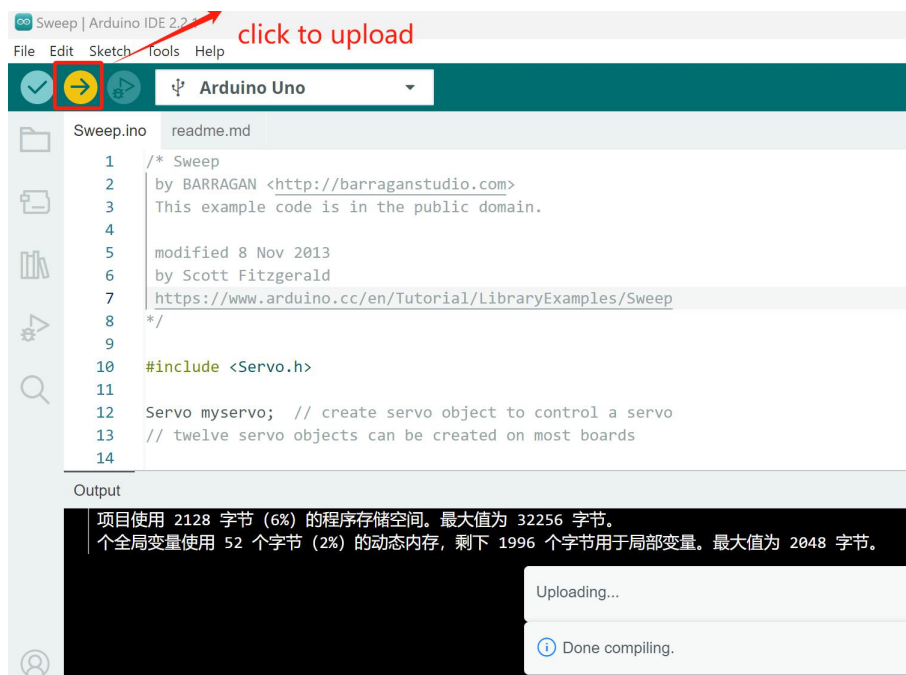 Sweep | Arduino IDE 2.2.1
click to upload
File Edit Sketch Tools Help
Arduino Uno
Sweep.ino readme.md
1 /* Sweep
2 by BARRAGAN <http://barraganstudio.com>
3 This example code is in the public domain.
4
5 modified 8 Nov 2013
6 by Scott Fitzgerald
7 https://www.arduino.cc/en/Tutorial/LibraryExamples/Sweep
8 */
9
10 #include <Servo.h>
11
12 Servo myservo;  // create servo object to control a servo
13 // twelve servo objects can be created on most boards
14
Output
项目使用 2128 字节 (6%) 的程序存储空间。最大值为 32256 字节。
个全局变量使用 52 个字节 (2%) 的动态内存，剩下 1996 个字节用于局部变量。最大值为 2048 字节。
Uploading...
Done compiling.